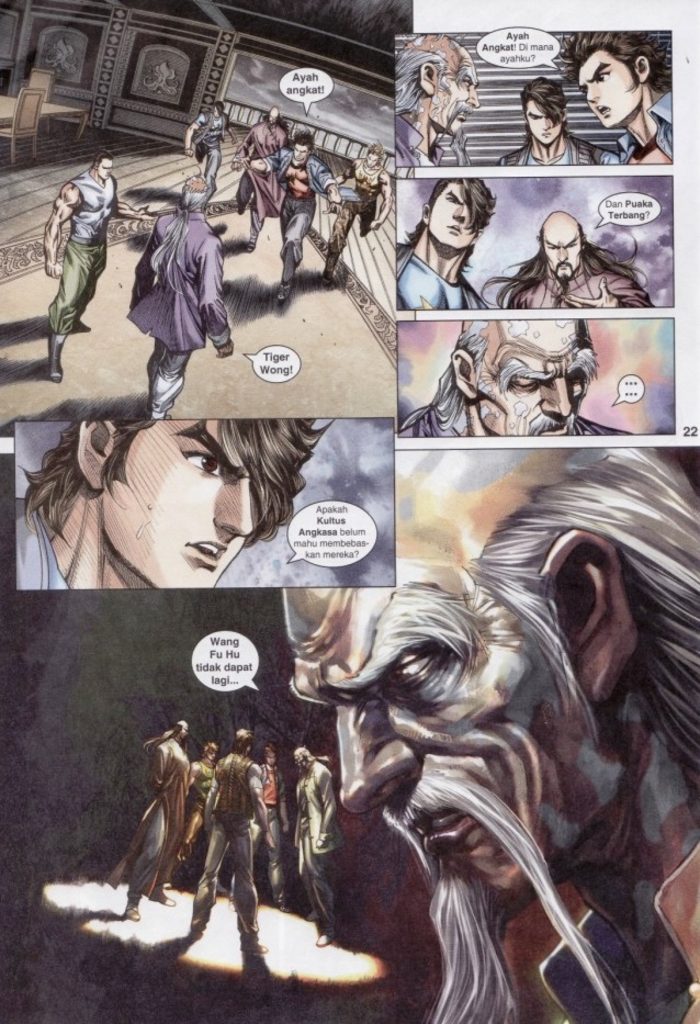 Ayah
angkat!
Tiger
Wong!
Ayah
Angkat! Di mana
ayahku?
Dan Puaka
Terbang?
...
...
22
Apakah
Kultus
Angkasa belum
mahu membebas-
kan mereka?
Wang
Fu Hu
tidak dapat
lagi...